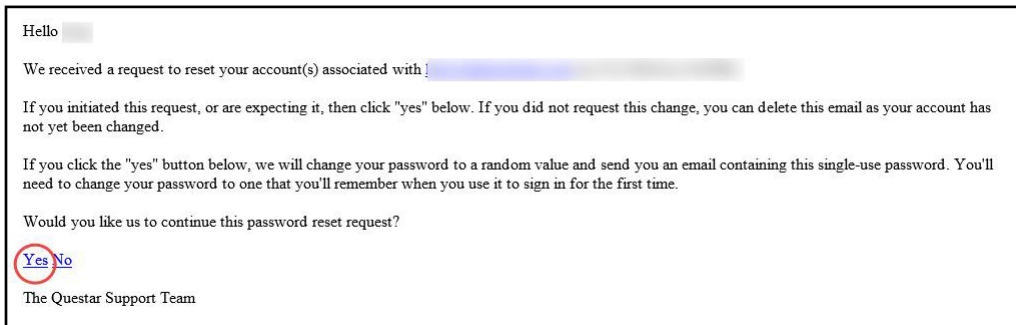 Hello
We received a request to reset your account(s) associated with
If you initiated this request, or are expecting it, then click "yes" below. If you did not request this change, you can delete this email as your account has
not yet been changed.
If you click the "yes" button below, we will change your password to a random value and send you an email containing this single-use password. You'll
need to change your password to one that you'll remember when you use it to sign in for the first time.
Would you like us to continue this password reset request?
Yes No
The Questar Support Team